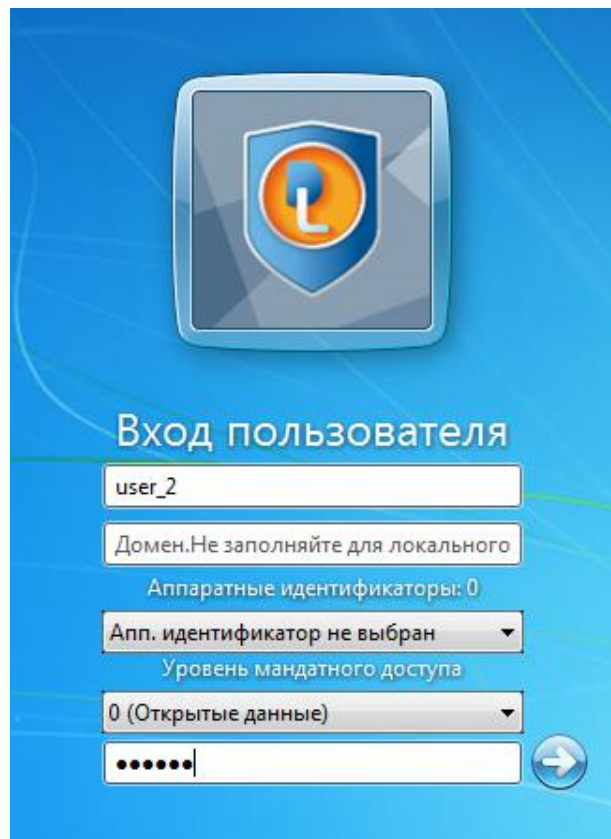 DL
Вход пользователя
user_2
Домен.Не заполняйте для локального
Аппаратные идентификаторы: 0
Апп. идентификатор не выбран
Уровень мандатного доступа
0 (Открытые данные)
●●●●●●